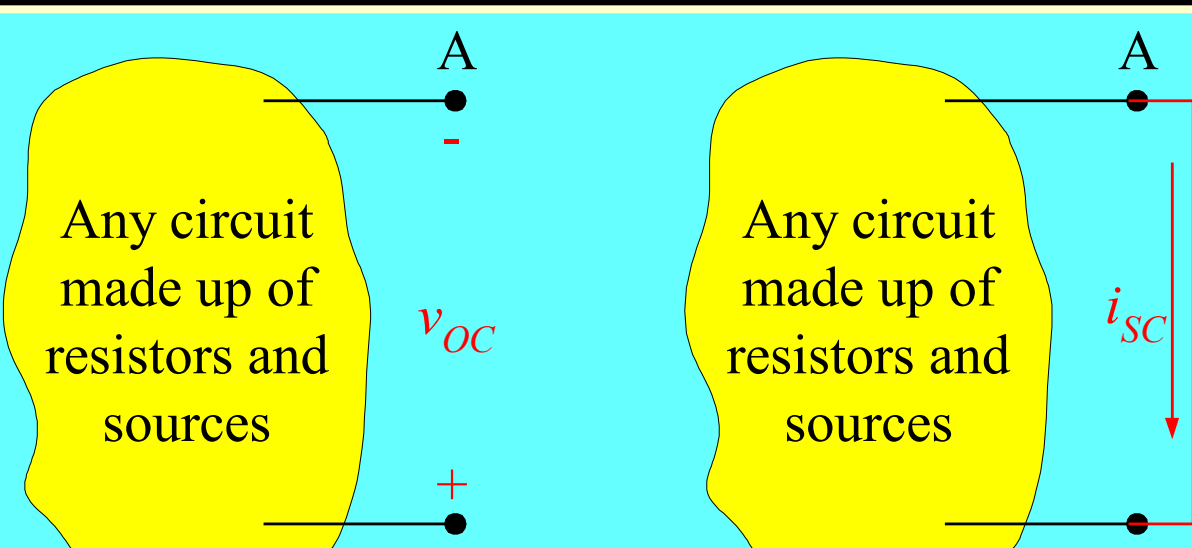 A
-
Any circuit
made up of
resistors and
sources
vOC
+
A
Any circuit
made up of
resistors and
sources
iSC